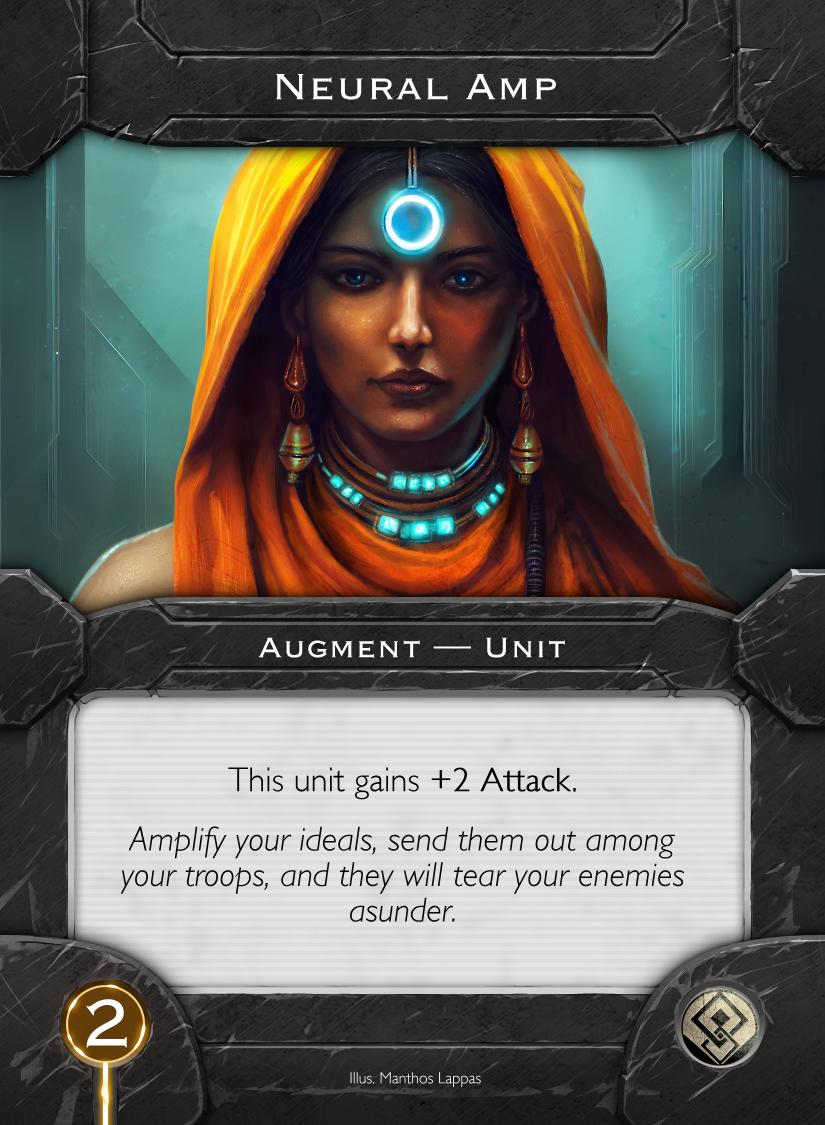 Neural Amp
Augment — Unit
This unit gains +2 Attack.
Amplify your ideals, send them out among
your troops, and they will tear your enemies
asunder.
2
Illus. Manthos Lappas